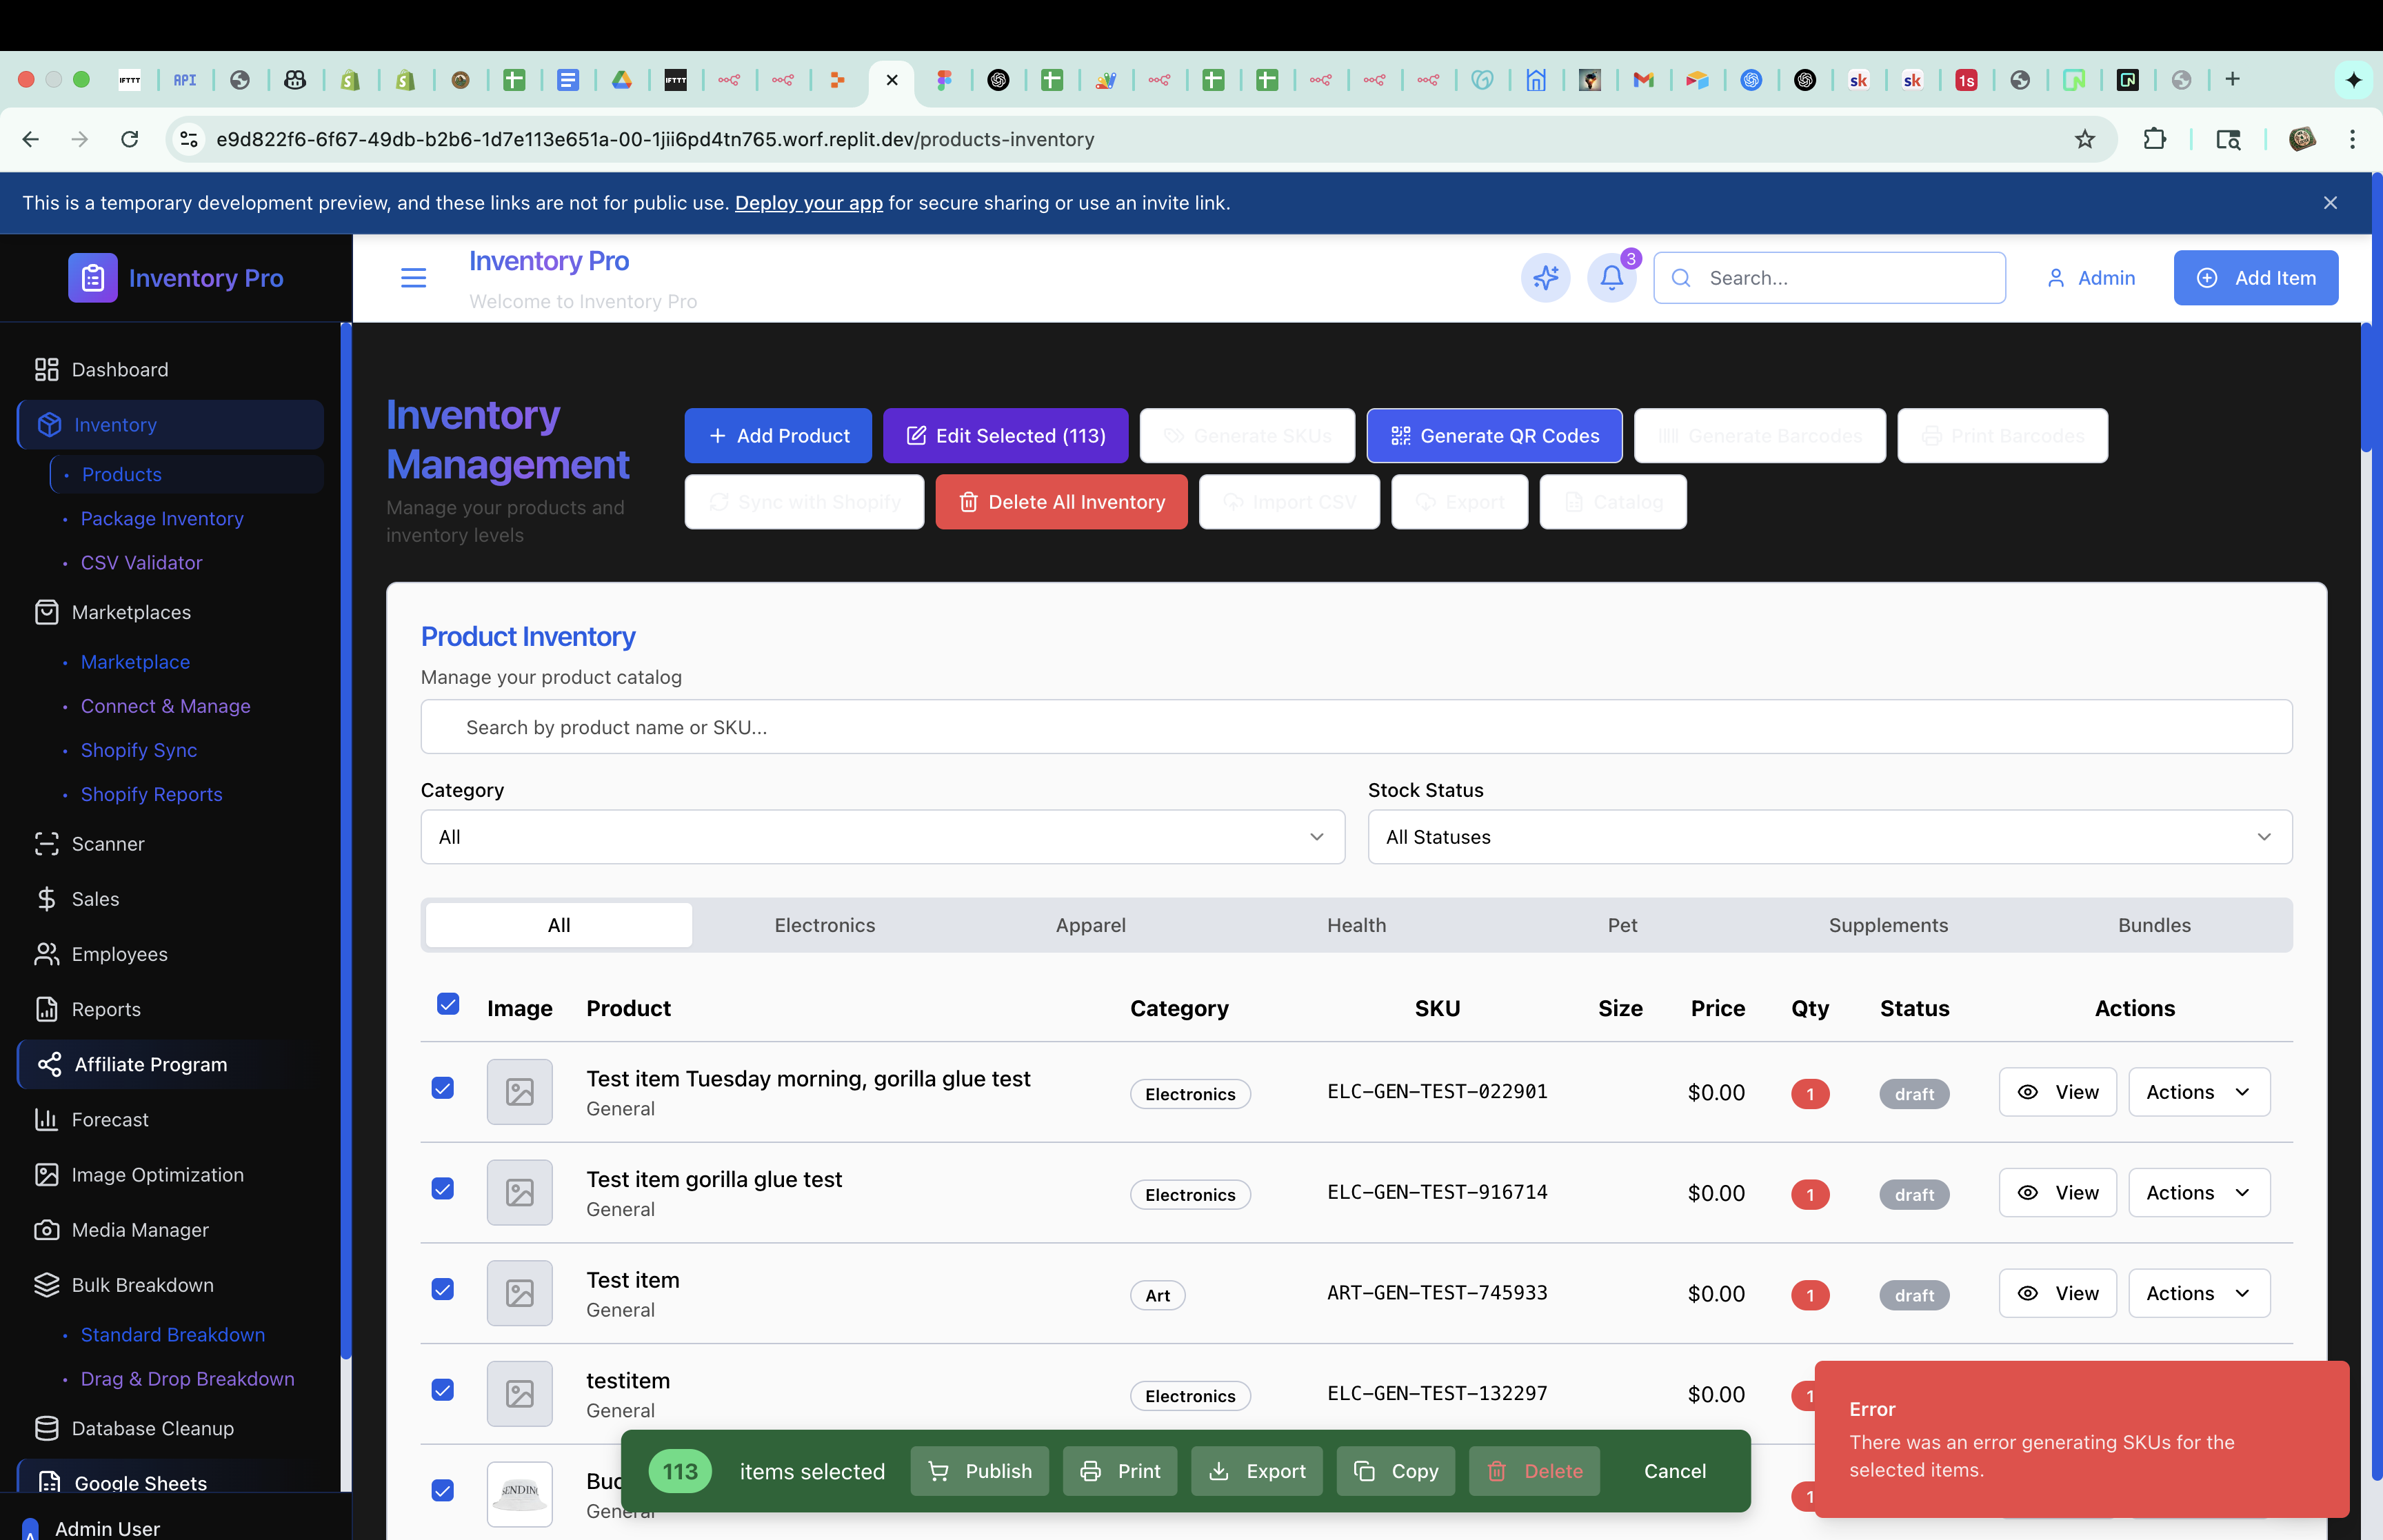 IFTTT
API
IFTTT
sk
sk
1s
e9d822f6-6f67-49db-b2b6-1d7e113e651a-00-1jii6pd4tn765.worf.replit.dev/products-inventory
This is a temporary development preview, and these links are not for public use. Deploy your app for secure sharing or use an invite link.
Inventory Pro
Inventory Pro
Welcome to Inventory Pro
3
Search...
Admin
Add Item
Dashboard
Inventory
Products
Package Inventory
CSV Validator
Marketplaces
Marketplace
Connect & Manage
Shopify Sync
Shopify Reports
Scanner
Sales
Employees
Reports
Affiliate Program
Forecast
Image Optimization
Media Manager
Bulk Breakdown
Standard Breakdown
Drag & Drop Breakdown
Database Cleanup
Google Sheets
Admin User
Inventory
Management
Manage your products and
inventory levels
Add Product
Edit Selected (113)
Generate SKUs
Generate QR Codes
Generate Barcodes
Print Barcodes
Sync with Shopify
Delete All Inventory
Import CSV
Export
Catalog
Product Inventory
Manage your product catalog
Search by product name or SKU...
Category
Stock Status
All
All Statuses
All Electronics Apparel Health Pet Supplements Bundles
Image Product Category SKU Size Price Qty Status Actions
Test item Tuesday morning, gorilla glue test
General
Electronics ELC-GEN-TEST-022901 $0.00 1 draft View Actions
Test item gorilla glue test
General
Electronics ELC-GEN-TEST-916714 $0.00 1 draft View Actions
Test item
General
Art ART-GEN-TEST-745933 $0.00 1 draft View Actions
testitem
General
Electronics ELC-GEN-TEST-132297 $0.00 1
SENDING
General
1
113 items selected Publish Print Export Copy Delete Cancel
Error
There was an error generating SKUs for the
selected items.